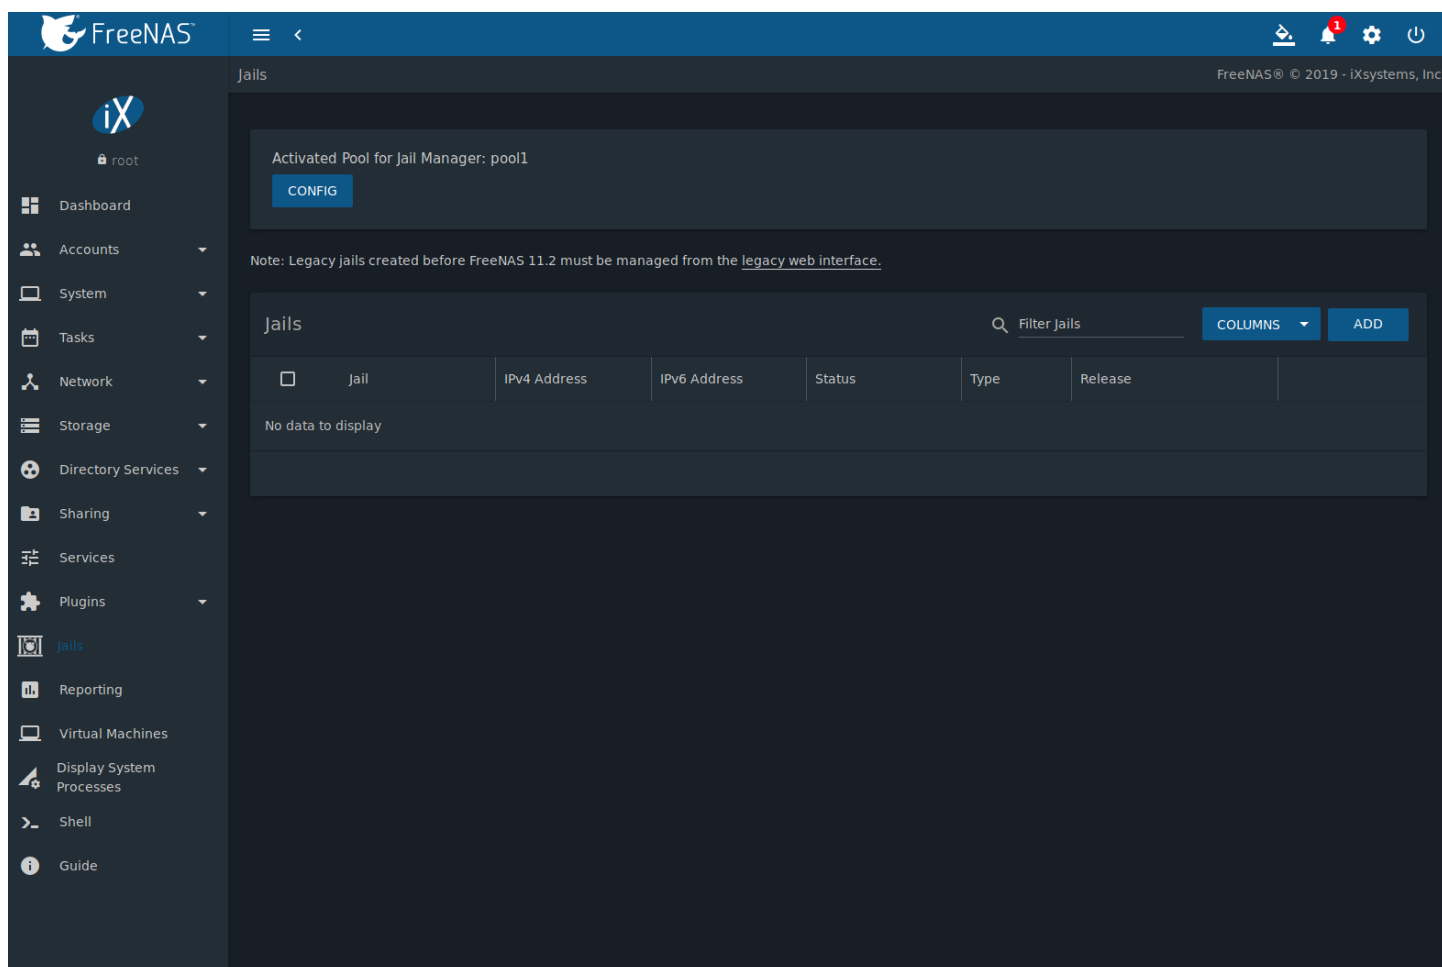 FreeNAS
1
Jails
FreeNAS® © 2019 - iXsystems, Inc
iX
root
Activated Pool for Jail Manager: pool1
CONFIG
Dashboard
Accounts
System
Tasks
Network
Storage
Directory Services
Sharing
Services
Plugins
Jails
Reporting
Virtual Machines
Display System
Processes
Shell
Guide
Note: Legacy jails created before FreeNAS 11.2 must be managed from the legacy web interface.
Jails
Filter Jails
COLUMNS
ADD
Jail IPv4 Address IPv6 Address Status Type Release
No data to display